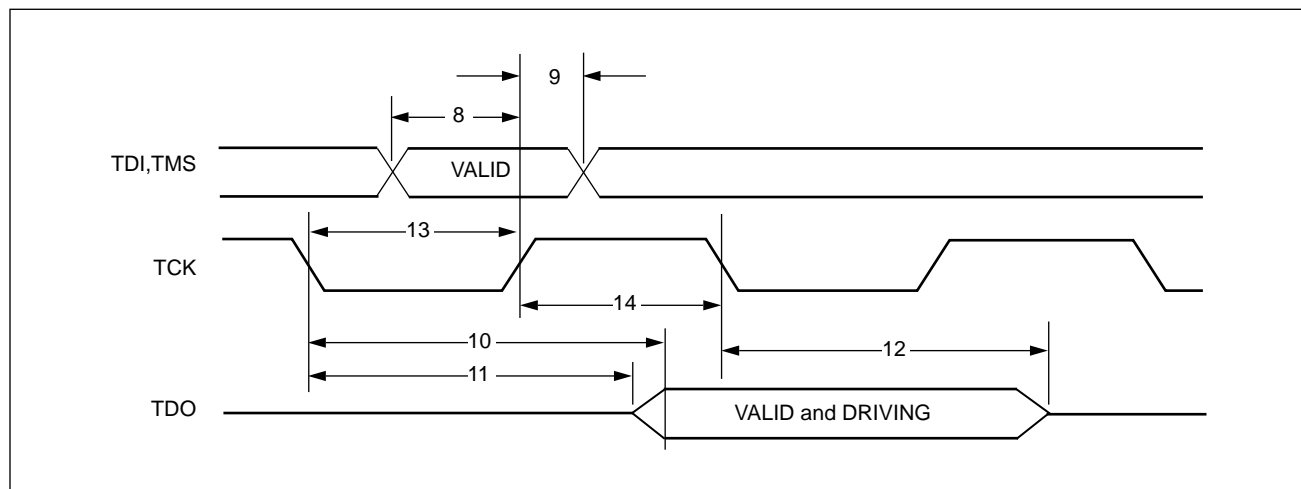 9
8
TDI,TMS
VALID
13
TCK
14
10
12
11
TDO
VALID and DRIVING